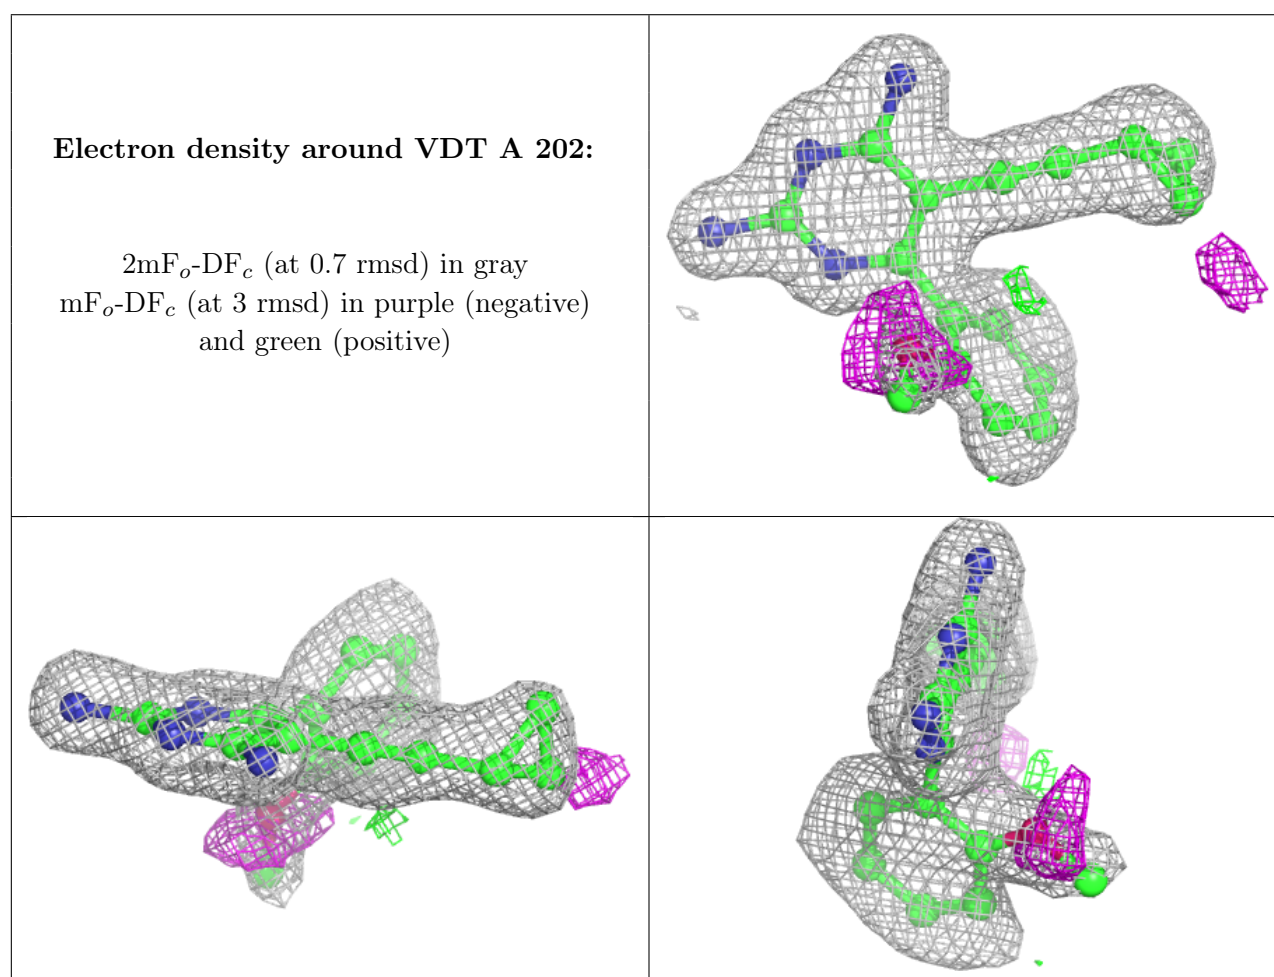 Electron density around VDT A 202:
2mFo-DFc (at 0.7 rmsd) in gray
mFo-DFc (at 3 rmsd) in purple (negative)
and green (positive)